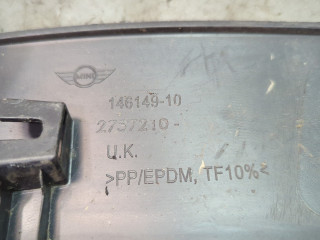 MINI
146149-10
2757210-
U.K.
>PP/EPDM, TF10%<